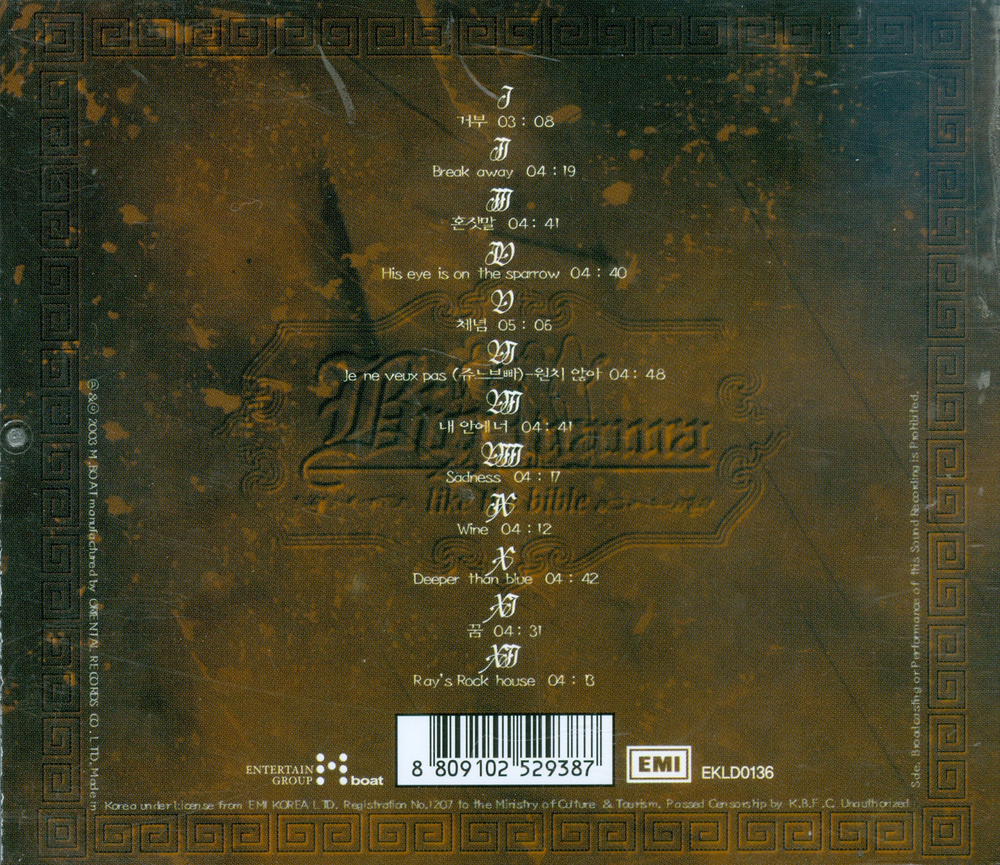 I
거부 03 : 08
II
Break away 04 : 19
III
혼잣말 04 : 41
IV
His eye is on the sparrow 04 : 40
V
체념 05 : 06
VI
Je ne veux pas (쥬느브빠)-원치 않아 04 : 48
VII
내 안에 너 04 : 41
VIII
Sadness 04 : 17
IX
Wine 04 : 12
X
Deeper than blue 04 : 42
XI
꿈 04 : 31
XII
Ray's Rock house 04 : 13
like the bible
ENTERTAIN
GROUP
boat
8 809102 529387
EMI
EKLD0136
℗&© 2003 M.BOAT manufactured by ORIENTAL RECORDS CO.LTD. Made in
Korea under license from EMI KOREA LTD. Registration No.1207 to the Ministry of Culture & Tourism. Passed Censorship by K.B.F.C. Unauthorized
Side. Broadcasting or Performance of this Sound Recording is Prohibited.